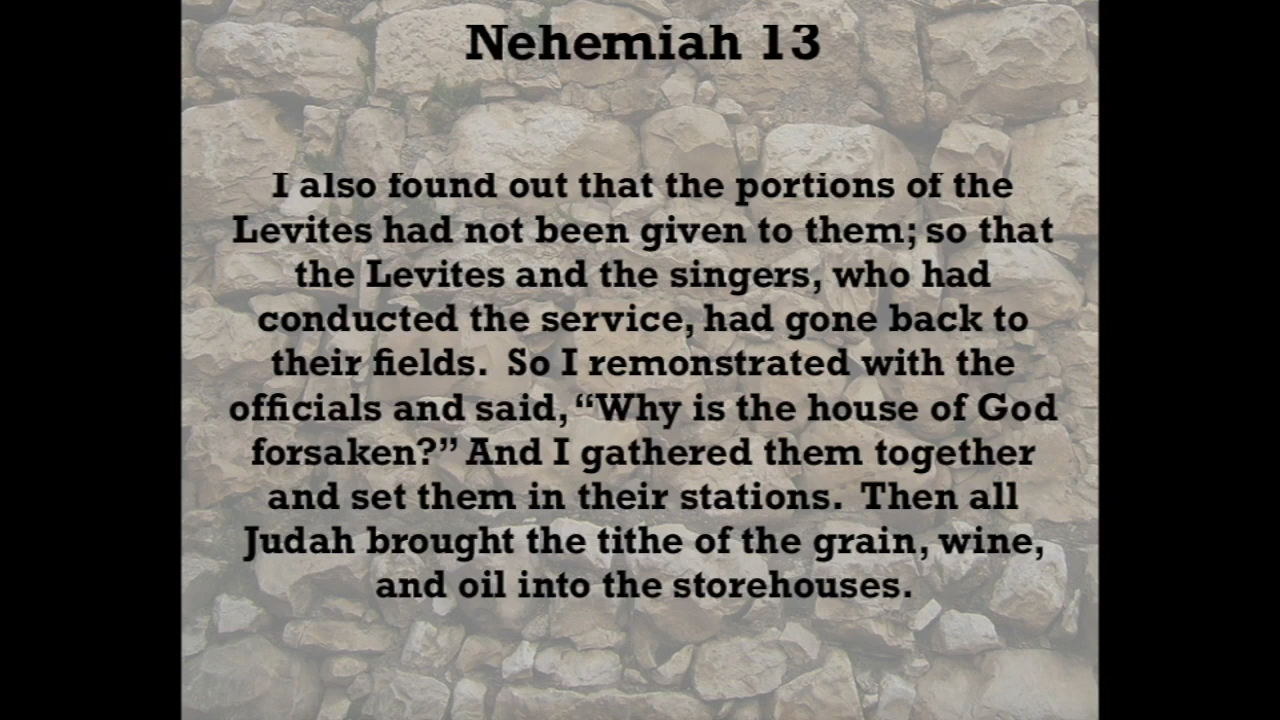 Nehemiah 13
I also found out that the portions of the
Levites had not been given to them; so that
the Levites and the singers, who had
conducted the service, had gone back to
their fields.  So I remonstrated with the
officials and said, “Why is the house of God
forsaken?” And I gathered them together
and set them in their stations.  Then all
Judah brought the tithe of the grain, wine,
and oil into the storehouses.